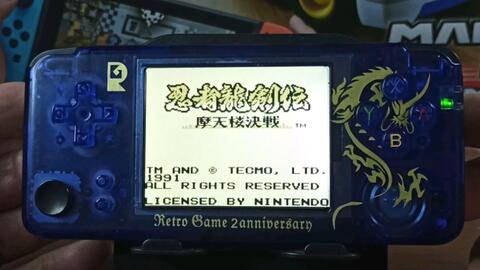 忍者龍剣伝
摩天楼決戦 TM
TM AND © TECMO, LTD.
1991
ALL RIGHTS RESERVED
LICENSED BY NINTENDO
X
Y
B
Retro Game 2anniversary